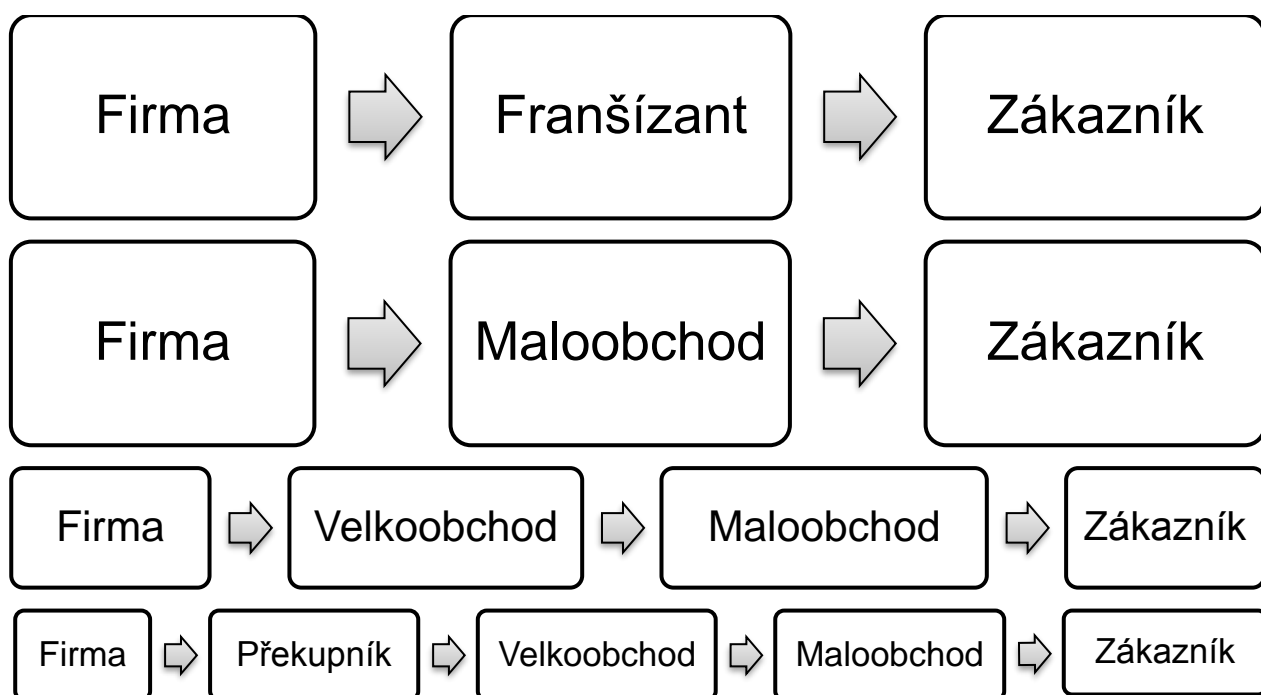 Firma Franšízant Zákazník
Firma Maloobchod Zákazník
Firma Velkoobchod Maloobchod Zákazník
Firma Překupník Velkoobchod Maloobchod Zákazník